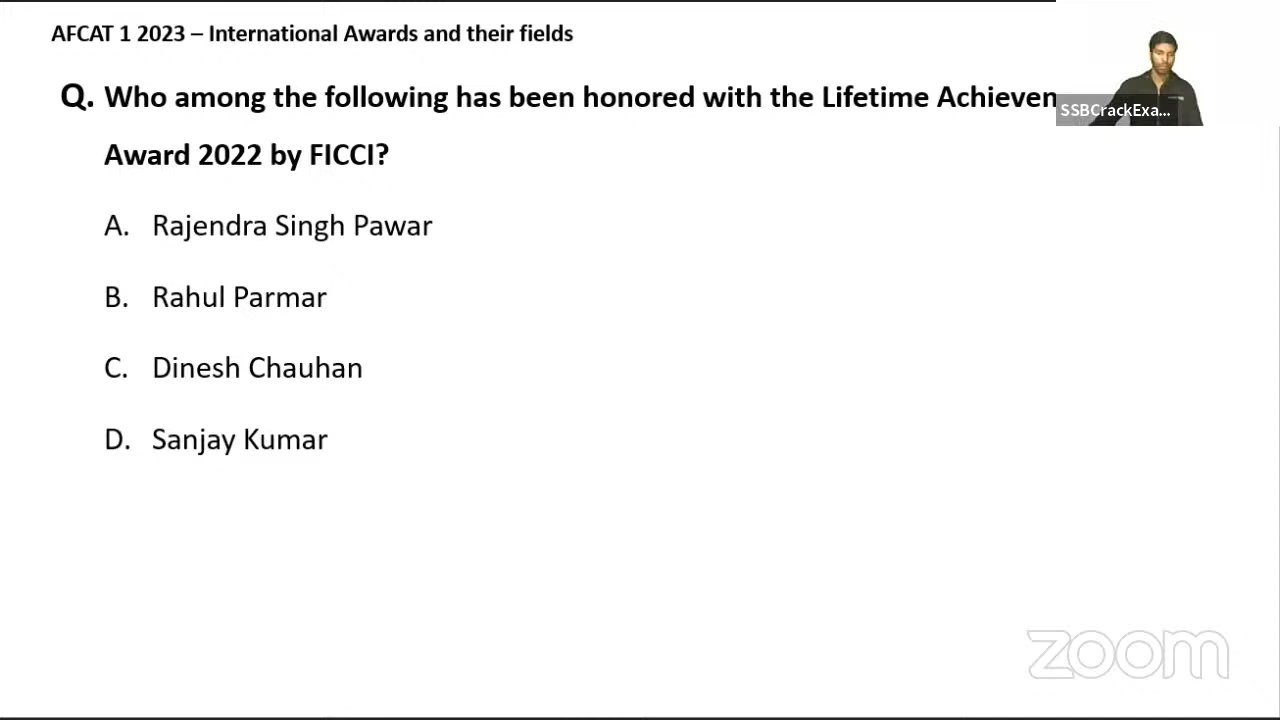 AFCAT 1 2023 – International Awards and their fields
Q. Who among the following has been honored with the Lifetime Achieven
SSBCrackExa...
Award 2022 by FICCI?
A. Rajendra Singh Pawar
B. Rahul Parmar
C. Dinesh Chauhan
D. Sanjay Kumar
zoom